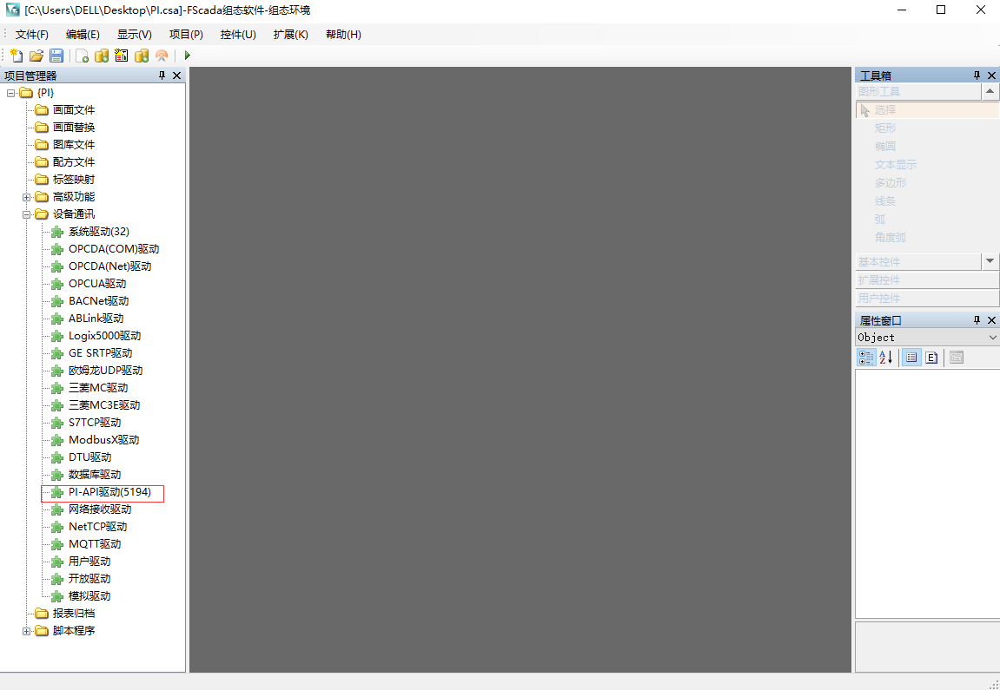 [C:\Users\DELL\Desktop\PI.csa]-FScada组态软件-组态环境
文件(F) 编辑(E) 显示(V) 项目(P) 控件(U) 扩展(K) 帮助(H)
项目管理器
{PI}
画面文件
画面替换
图库文件
配方文件
标签映射
高级功能
设备通讯
系统驱动(32)
OPCDA(COM)驱动
OPCDA(Net)驱动
OPCUA驱动
BACNet驱动
ABLink驱动
Logix5000驱动
GE SRTP驱动
欧姆龙UDP驱动
三菱MC驱动
三菱MC3E驱动
S7TCP驱动
ModbusX驱动
DTU驱动
数据库驱动
PI-API驱动(5194)
网络接收驱动
NetTCP驱动
MQTT驱动
用户驱动
开放驱动
模拟驱动
报表归档
脚本程序
工具箱
图形工具
选择
矩形
椭圆
文本显示
多边形
线条
弧
角度弧
基本控件
扩展控件
用户控件
属性窗口
Object